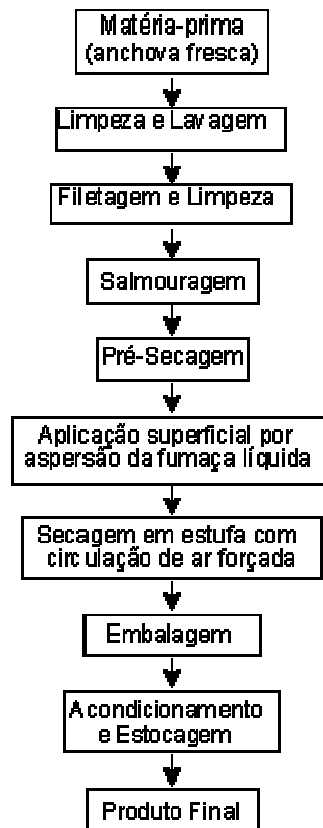 Matéria-prima
(anchova fresca)
Limpeza e Lavagem
Filetagem e Limpeza
Salmouragem
Pré-Secagem
Aplicação superficial por
aspersão da fumaça líquida
Secagem em estufa com
circulação de ar forçada
Embalagem
Acondicionamento
e Estocagem
Produto Final